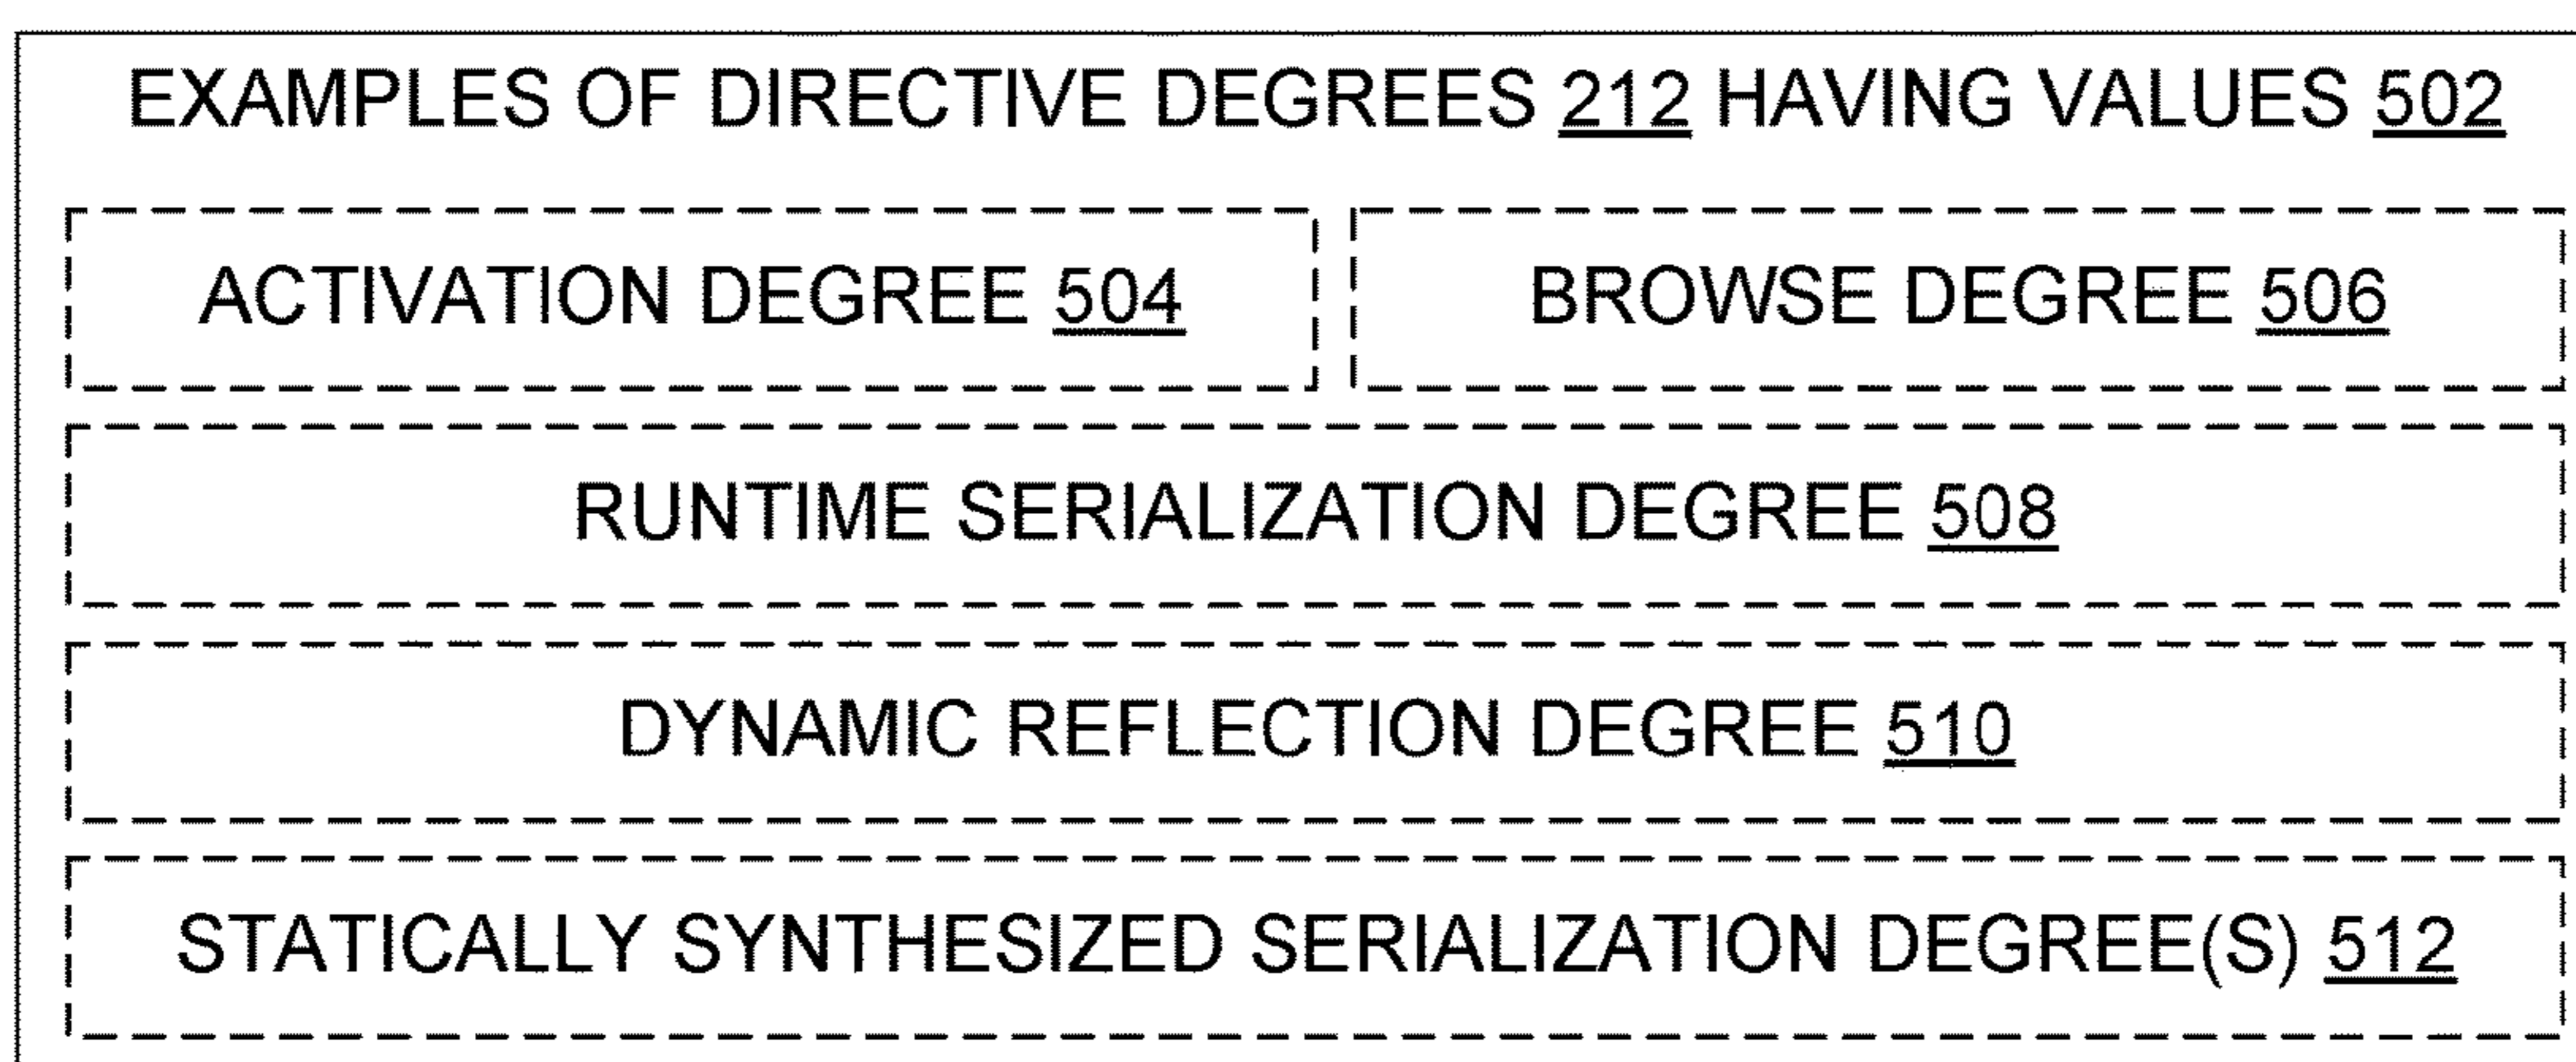 EXAMPLES OF DIRECTIVE DEGREES 212 HAVING VALUES 502
ACTIVATION DEGREE 504
BROWSE DEGREE 506
RUNTIME SERIALIZATION DEGREE 508
DYNAMIC REFLECTION DEGREE 510
STATICALLY SYNTHESIZED SERIALIZATION DEGREE(S) 512